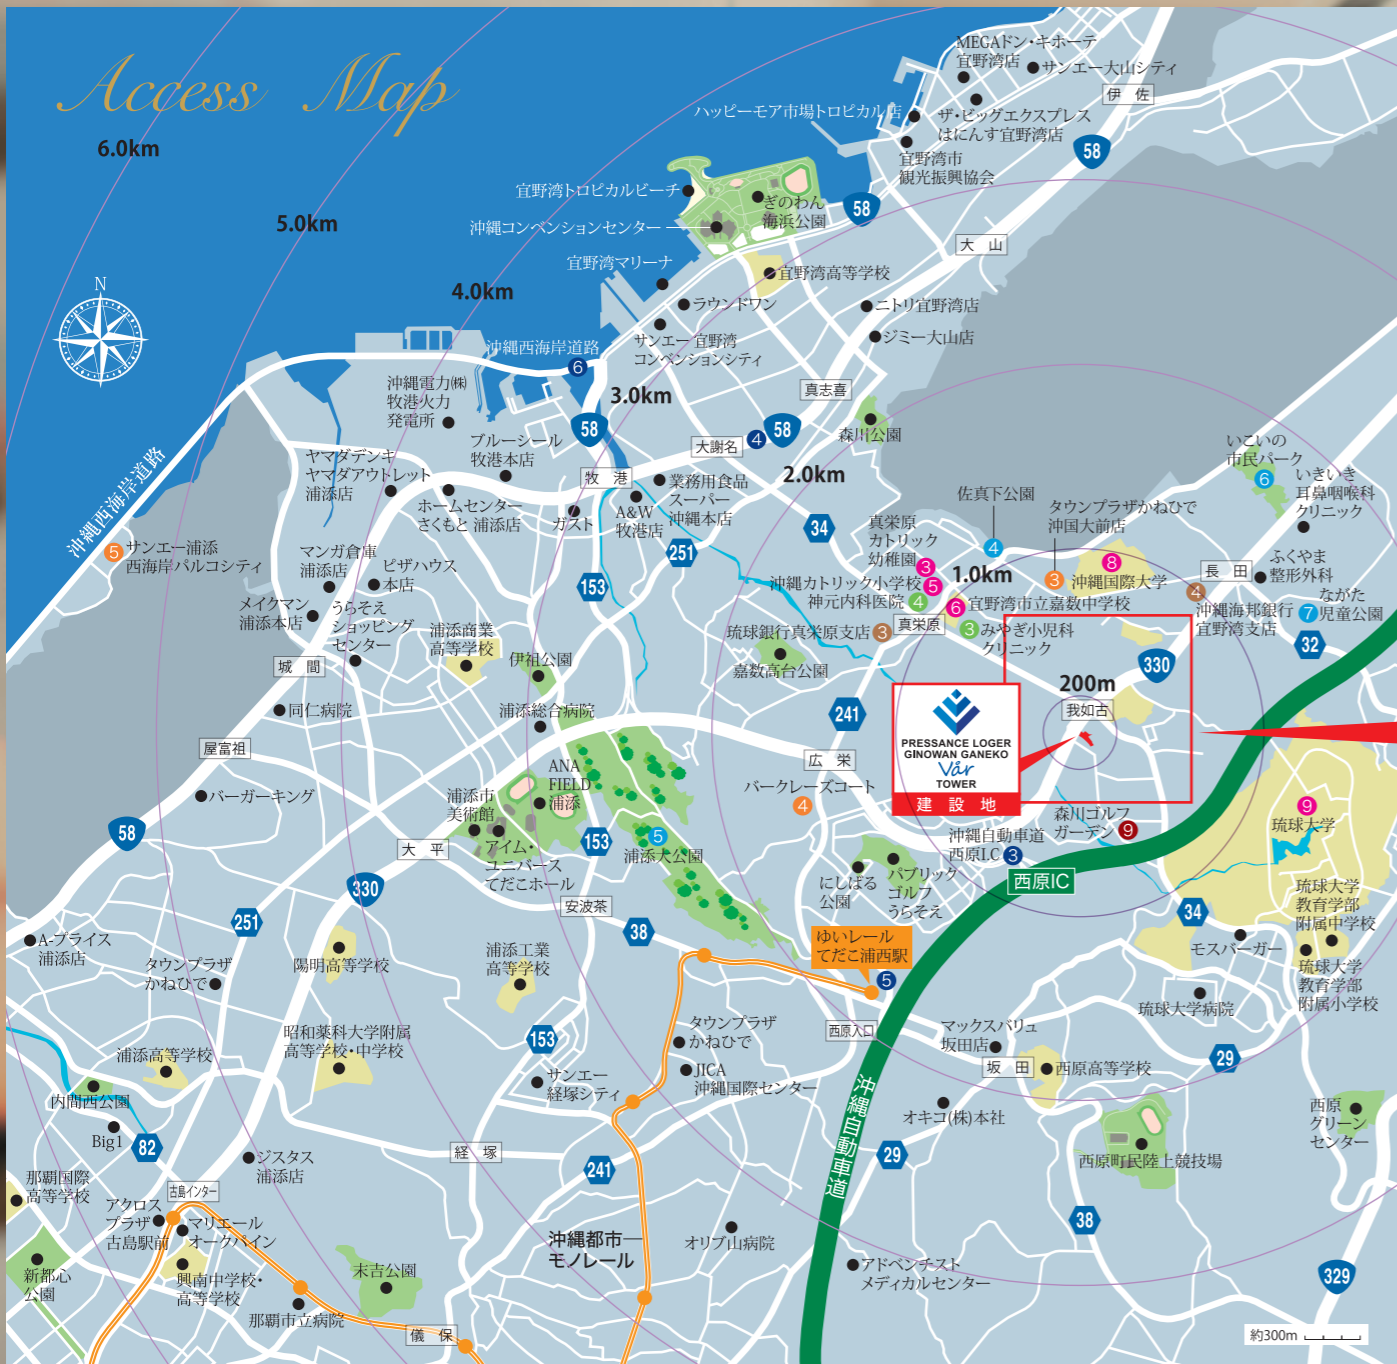 Access Map
6.0km
5.0km
4.0km
3.0km
2.0km
1.0km
200m
N
MEGAドン・キホーテ
宜野湾店
サンエー大山シティ
伊佐
ハッピーモア市場トロピカル店
ザ・ビッグエクスプレス
はにんす宜野湾店
58
宜野湾市
観光振興協会
宜野湾トロピカルビーチ
ぎのわん
海浜公園
58
沖縄コンベンションセンター
大山
宜野湾マリーナ
宜野湾高等学校
ラウンドワン
ニトリ宜野湾店
サンエー宜野湾
コンベンションシティ
ジミー大山店
沖縄西海岸道路
6
沖縄電力㈱
牧港火力
発電所
真志喜
58
大謝名
4
58
森川公園
沖縄西海岸道路
ヤマダデンキ
ヤマダアウトレット
浦添店
ブルーシール
牧港本店
牧港
ホームセンター
さくもと 浦添店
ガスト
A&W
牧港店
業務用食品
スーパー
沖縄本店
いこいの
市民パーク
6
いきいき
耳鼻咽喉科
クリニック
佐真下公園
4
タウンプラザかねひで
沖国大前店
3
34
251
真栄原
カトリック
幼稚園
3
沖縄カトリック小学校
5
神元内科医院
4
6
宜野湾市立嘉数中学校
8
沖縄国際大学
長田
ふくやま
整形外科
4
沖縄海邦銀行
宜野湾支店
7
ながた
児童公園
5
サンエー浦添
西海岸パルコシティ
マンガ倉庫
浦添店
ピザハウス
本店
メイクマン
浦添本店
うらそえ
ショッピング
センター
浦添商業
高等学校
153
琉球銀行真栄原支店
3
真栄原
3
みやぎ小児科
クリニック
32
城間
伊祖公園
嘉数高台公園
330
同仁病院
浦添総合病院
241
我如古
PRESSANCE LOGER
GINOWAN GANEKO
Vår
TOWER
建設地
屋富祖
広栄
バーガーキング
浦添市
美術館
ANA
FIELD
浦添
バークレーズコート
4
森川ゴルフ
ガーデン
9
9
琉球大学
58
大平
アイム・
ユニバース
てだこホール
153
5
浦添大公園
沖縄自動車道
西原I.C
3
西原IC
にしばる
公園
パブリック
ゴルフ
うらそえ
330
安波茶
251
38
34
琉球大学
教育学部
附属中学校
A-プライス
浦添店
タウンプラザ
かねひで
陽明高等学校
浦添工業
高等学校
ゆいレール
てだこ浦西駅
5
モスバーガー
琉球大学
教育学部
附属小学校
琉球大学病院
昭和薬科大学附属
高等学校・中学校
153
タウンプラザ
かねひで
西原入口
マックスバリュ
坂田店
坂田
西原高等学校
29
浦添高等学校
サンエー
経塚シティ
JICA
沖縄国際センター
内間西公園
オキコ(株)本社
西原
グリーン
センター
Big1
82
経塚
沖縄自動車道
29
西原町民陸上競技場
ジスタス
浦添店
241
那覇国際
高等学校
古島インター
アクロス
プラザ
古島駅前
マリエール
オークパイン
38
沖縄都市
モノレール
オリブ山病院
新都心
公園
興南中学校・
高等学校
末吉公園
アドベンチスト
メディカルセンター
329
那覇市立病院
儀保
約300m